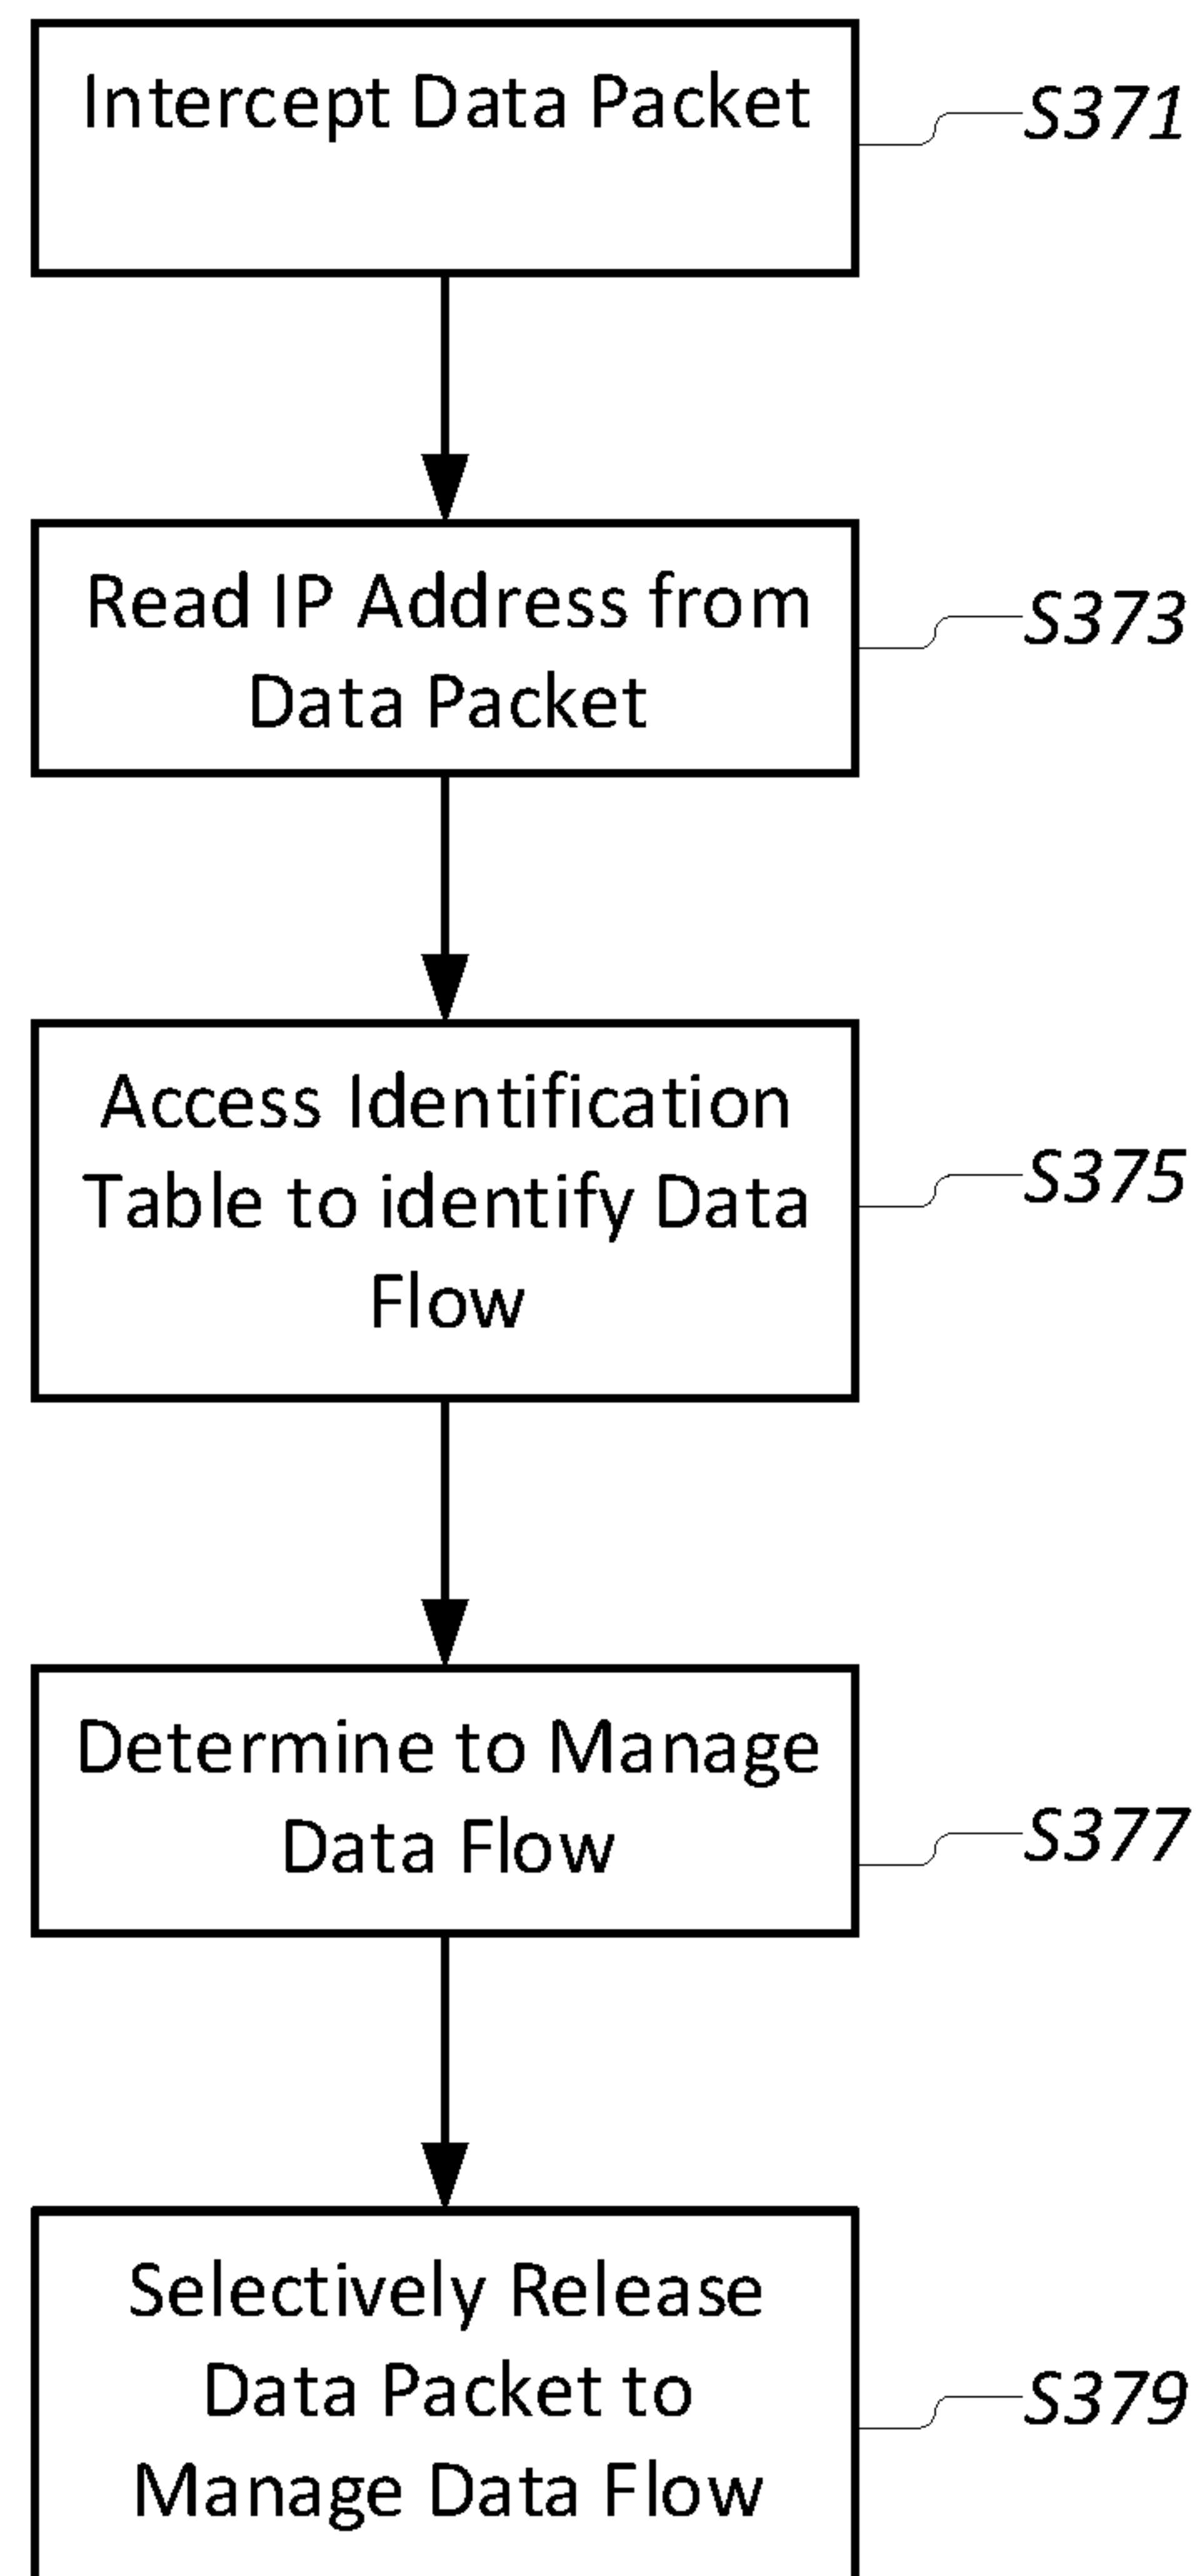 Intercept Data Packet
S371
Read IP Address from
Data Packet
S373
Access Identification
Table to identify Data
Flow
S375
Determine to Manage
Data Flow
S377
Selectively Release
Data Packet to
Manage Data Flow
S379